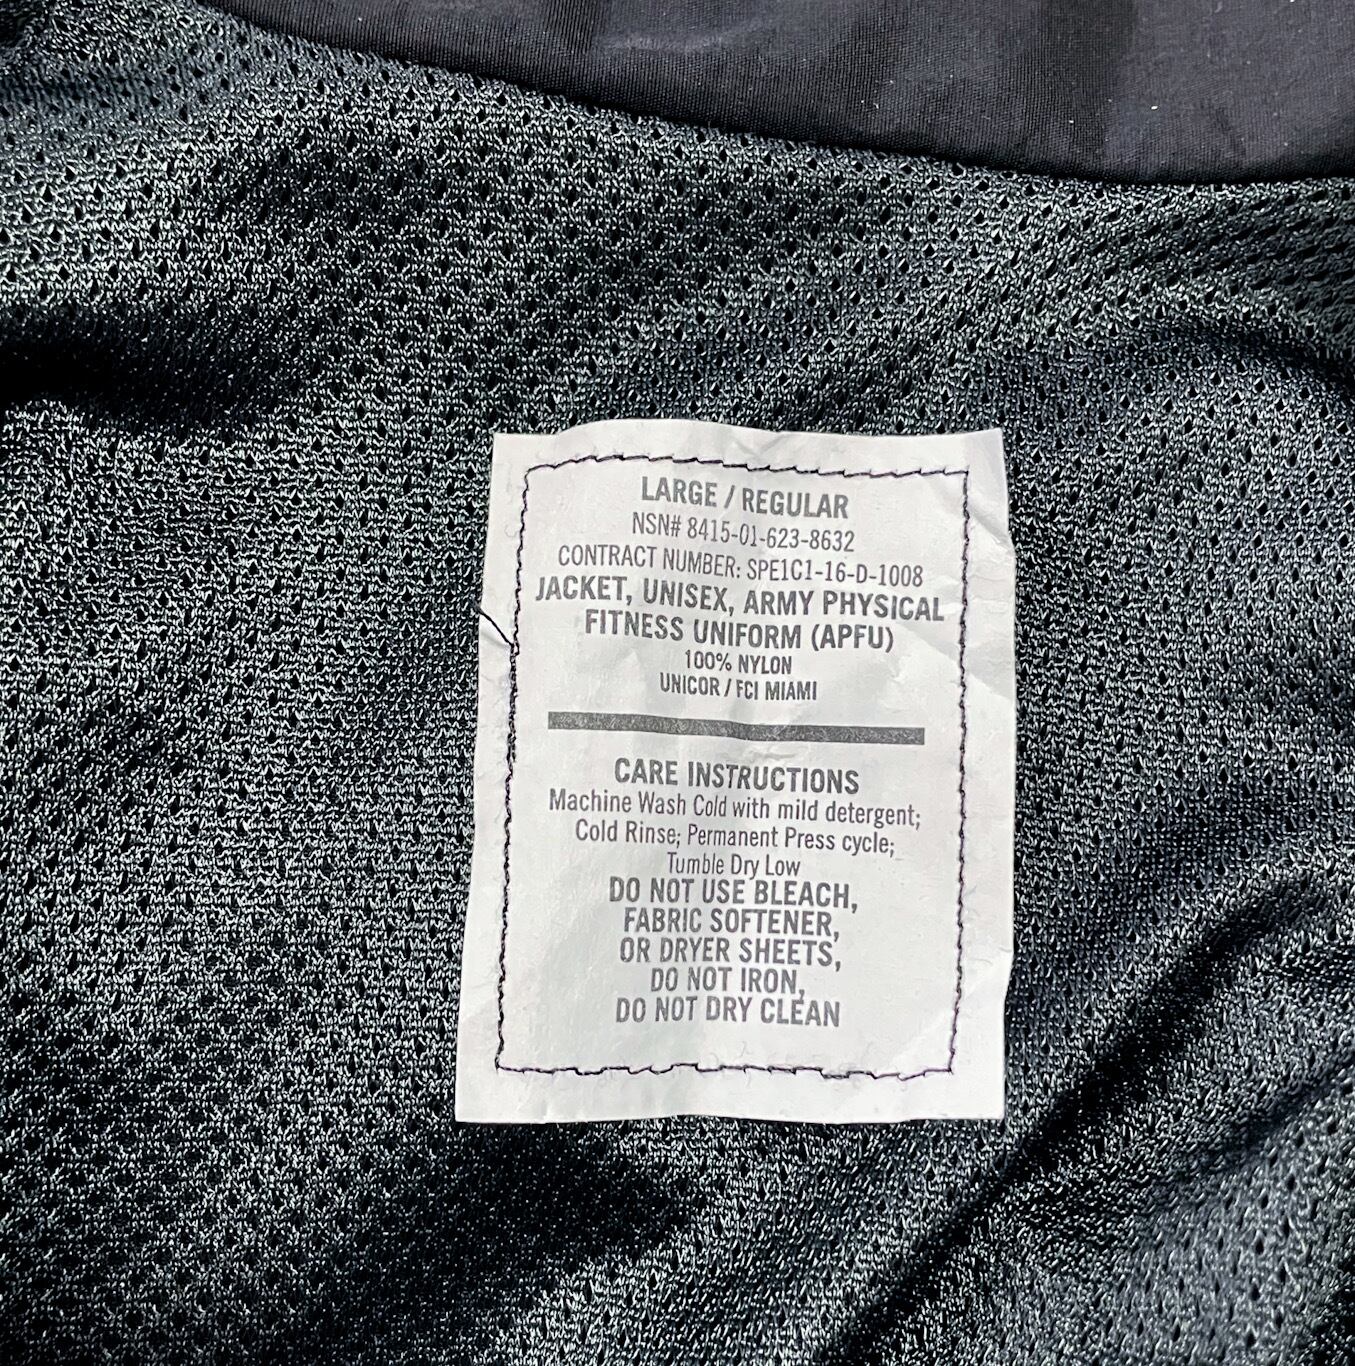 LARGE / REGULAR
NSN# 8415-01-623-8632
CONTRACT NUMBER: SPE1C1-16-D-1008
JACKET, UNISEX, ARMY PHYSICAL
FITNESS UNIFORM (APFU)
100% NYLON
UNICOR / FCI MIAMI
CARE INSTRUCTIONS
Machine Wash Cold with mild detergent;
Cold Rinse; Permanent Press cycle;
Tumble Dry Low
DO NOT USE BLEACH,
FABRIC SOFTENER,
OR DRYER SHEETS,
DO NOT IRON,
DO NOT DRY CLEAN